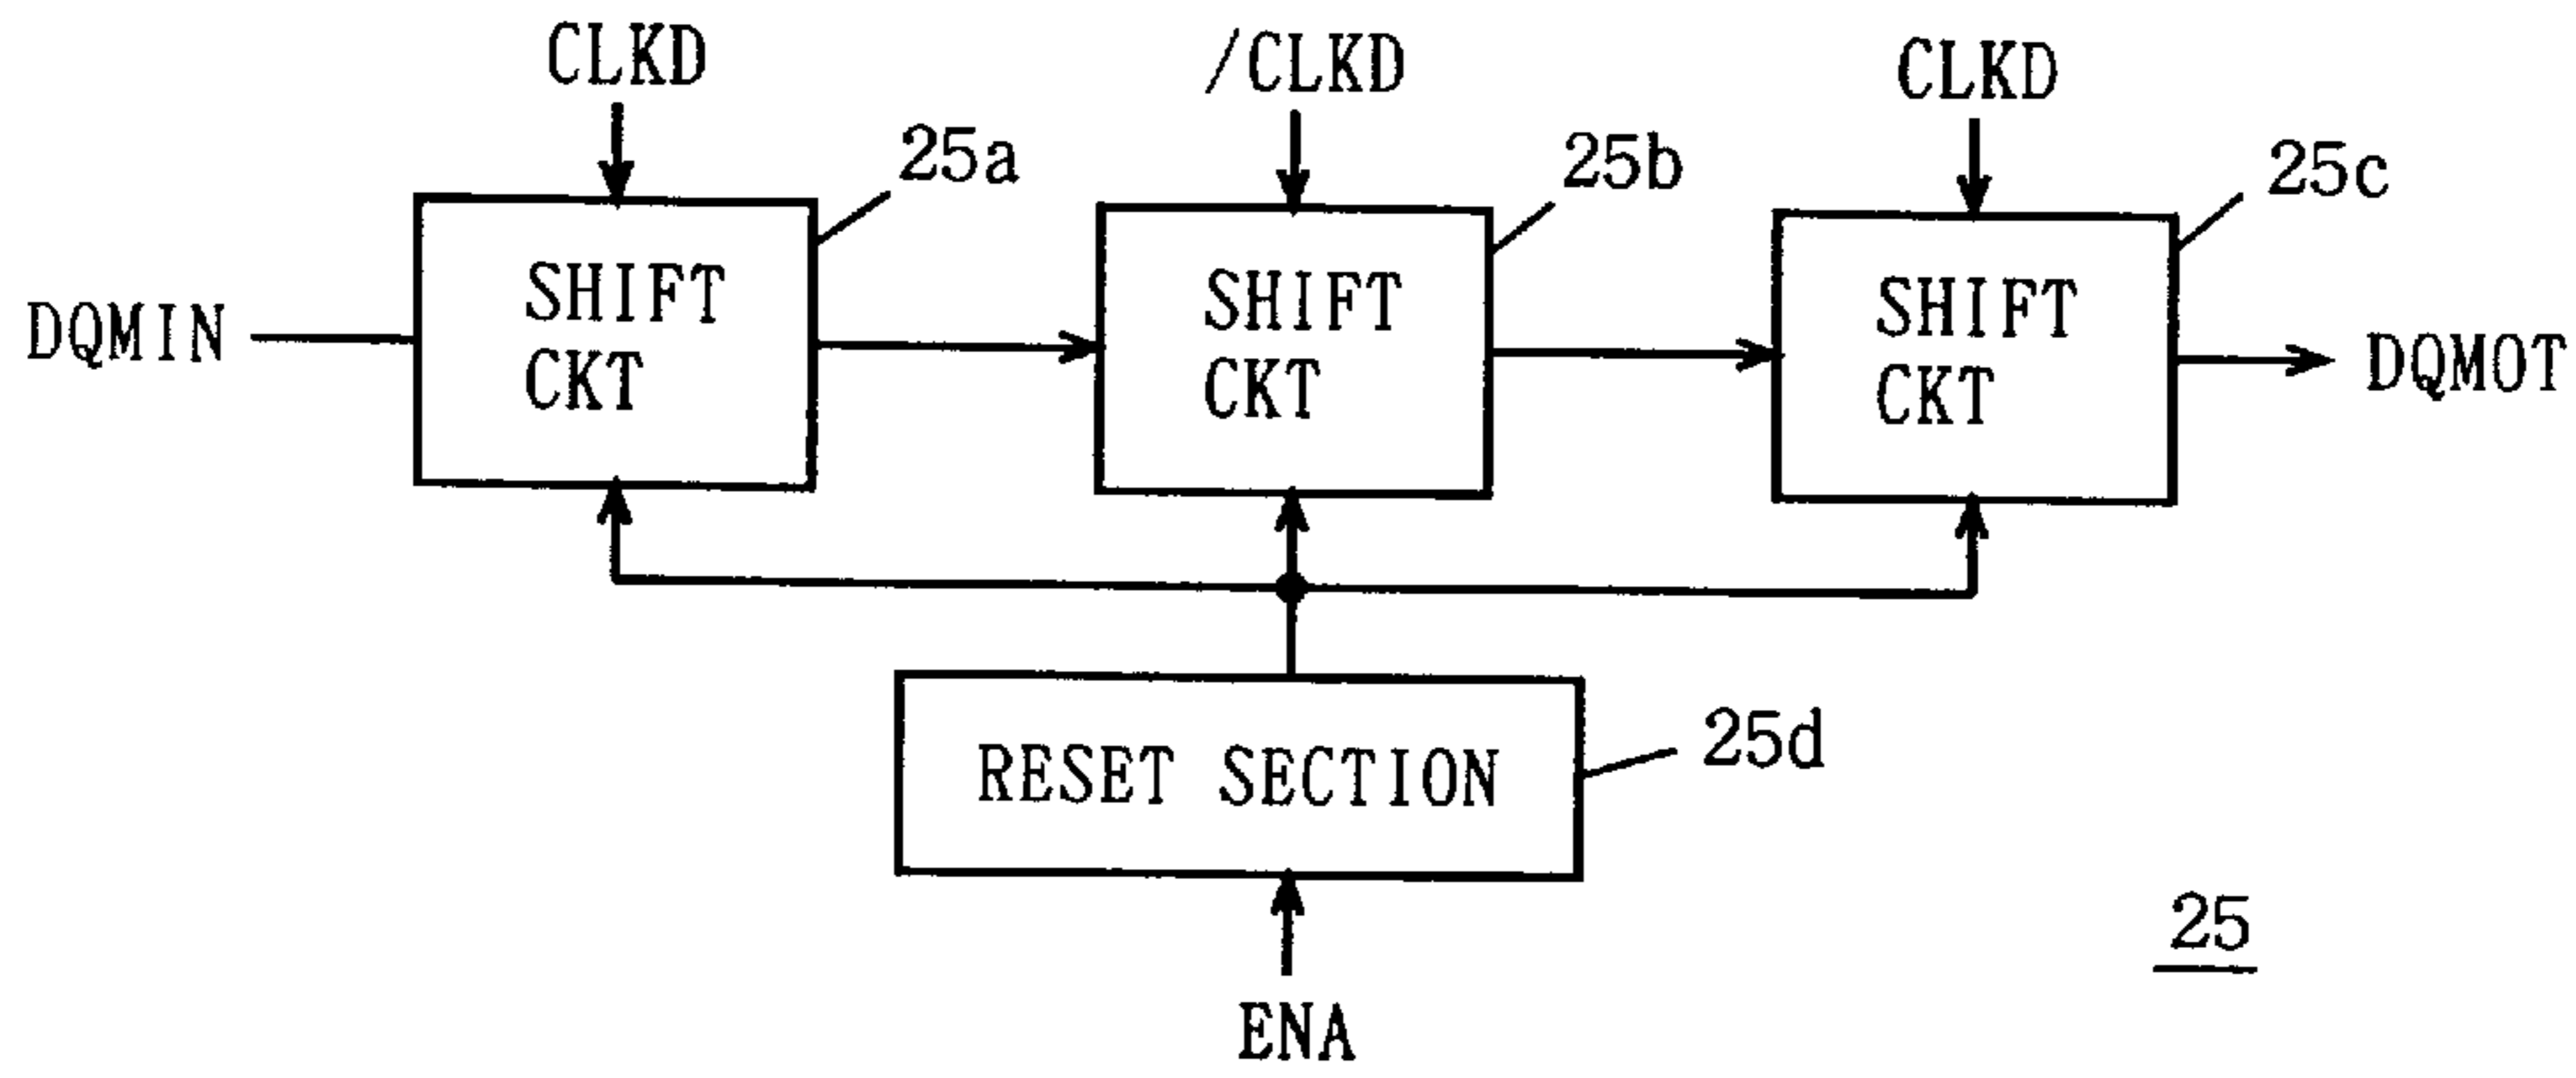 CLKD
/CLKD
CLKD
25a
25b
25c
DQMIN
SHIFT
CKT
SHIFT
CKT
SHIFT
CKT
DQMOT
RESET SECTION
25d
25
ENA